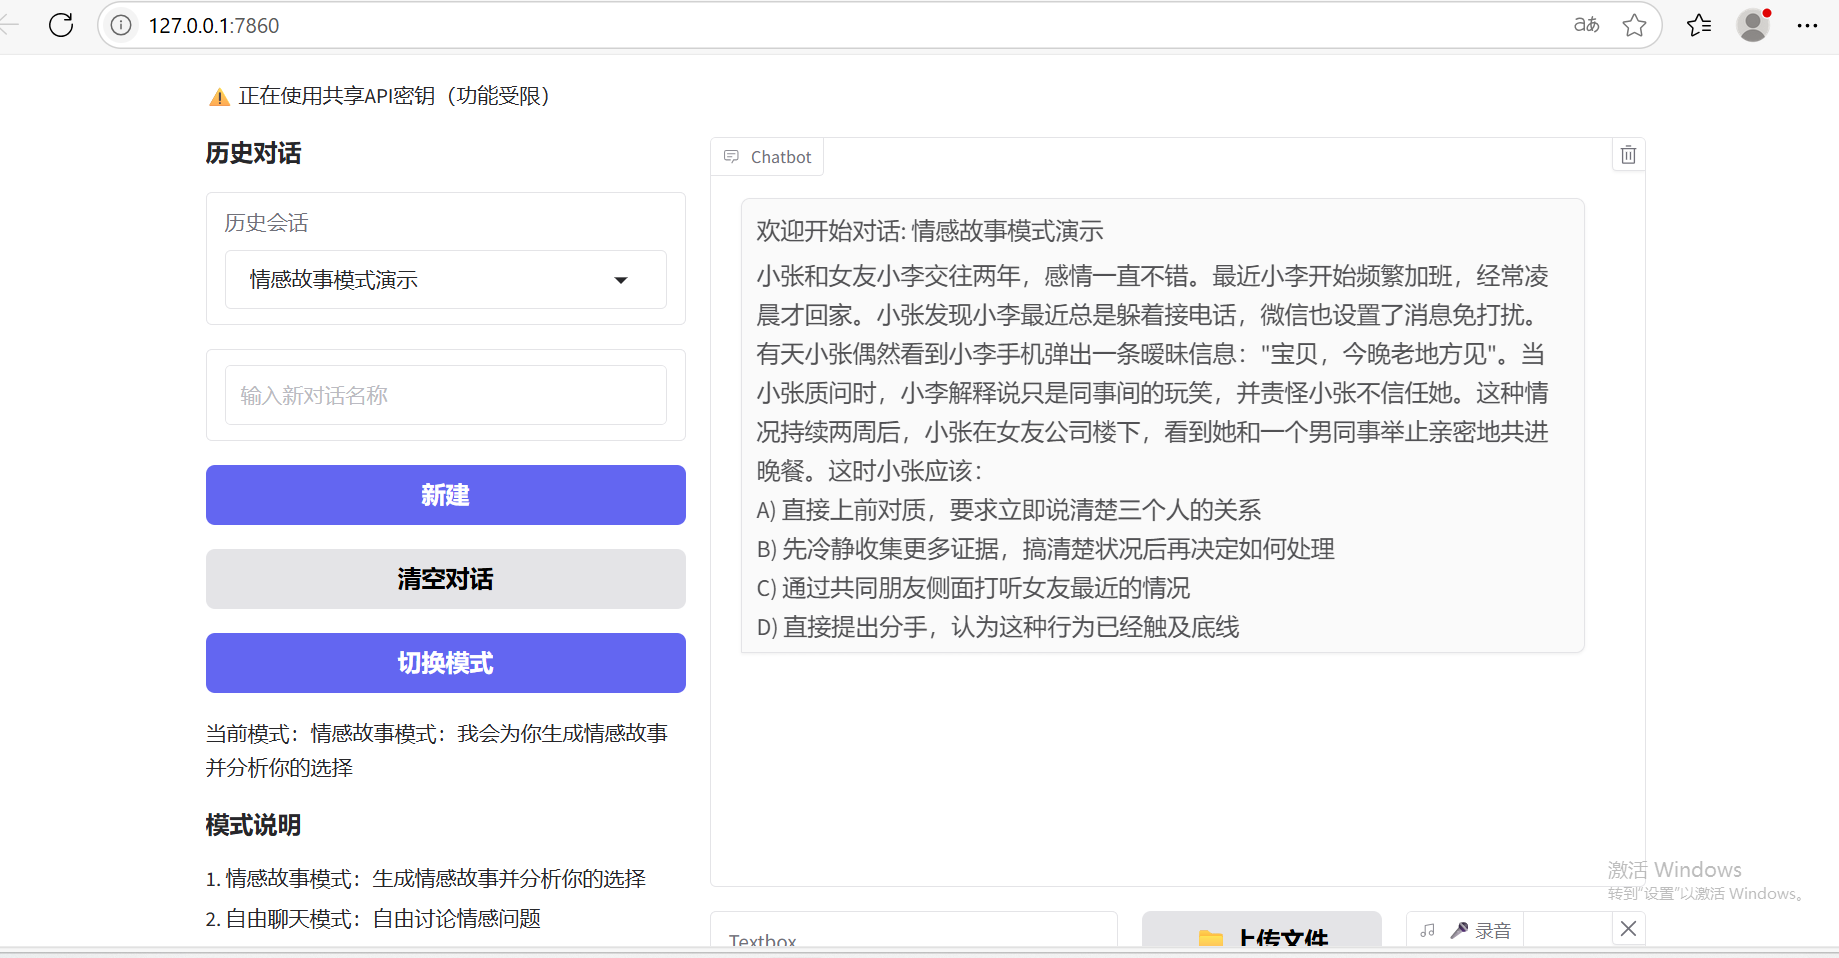 127.0.0.1:7860
aあ
⚠️ 正在使用共享API密钥（功能受限）
历史对话
历史会话
情感故事模式演示
输入新对话名称
新建
清空对话
切换模式
当前模式：情感故事模式：我会为你生成情感故事
并分析你的选择
模式说明
1. 情感故事模式：生成情感故事并分析你的选择
2. 自由聊天模式：自由讨论情感问题
Chatbot
欢迎开始对话: 情感故事模式演示
小张和女友小李交往两年，感情一直不错。最近小李开始频繁加班，经常凌
晨才回家。小张发现小李最近总是躲着接电话，微信也设置了消息免打扰。
有天小张偶然看到小李手机弹出一条暧昧信息："宝贝，今晚老地方见"。当
小张质问时，小李解释说只是同事间的玩笑，并责怪小张不信任她。这种情
况持续两周后，小张在女友公司楼下，看到她和一个男同事举止亲密地共进
晚餐。这时小张应该：
A) 直接上前对质，要求立即说清楚三个人的关系
B) 先冷静收集更多证据，搞清楚状况后再决定如何处理
C) 通过共同朋友侧面打听女友最近的情况
D) 直接提出分手，认为这种行为已经触及底线
Textbox
📁 上传文件
🎤 录音
激活 Windows
转到"设置"以激活 Windows。